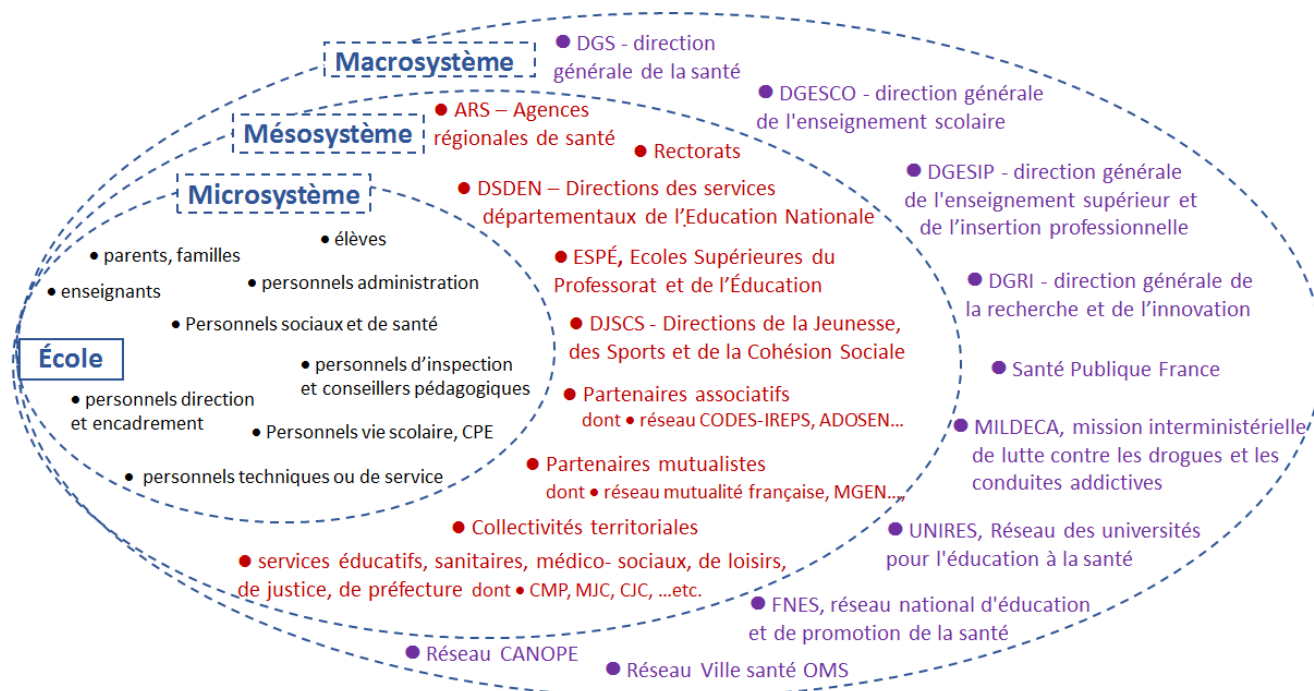 Macrosystème
● DGS - direction
générale de la santé
● DGESCO - direction générale
de l'enseignement scolaire
● DGESIP - direction générale
de l'enseignement supérieur et
de l’insertion professionnelle
● DGRI - direction générale de
la recherche et de l’innovation
● Santé Publique France
● MILDECA, mission interministérielle
de lutte contre les drogues et les
conduites addictives
● UNIRES, Réseau des universités
pour l'éducation à la santé
● FNES, réseau national d'éducation
et de promotion de la santé
● Réseau Ville santé OMS
● Réseau CANOPE
Mésosystème
● ARS – Agences
régionales de santé
● Rectorats
● DSDEN – Directions des services
départementaux de l’Education Nationale
● ESPÉ, Ecoles Supérieures du
Professorat et de l’Éducation
● DJSCS - Directions de la Jeunesse,
des Sports et de la Cohésion Sociale
● Partenaires associatifs
dont ● réseau CODES-IREPS, ADOSEN…
● Partenaires mutualistes
dont ● réseau mutualité française, MGEN…,
● Collectivités territoriales
● services éducatifs, sanitaires, médico- sociaux, de loisirs,
de justice, de préfecture dont ● CMP, MJC, CJC, …etc.
Microsystème
● élèves
● parents, familles
● personnels administration
● enseignants
● Personnels sociaux et de santé
École
● personnels d’inspection
et conseillers pédagogiques
● personnels direction
et encadrement
● Personnels vie scolaire, CPE
● personnels techniques ou de service